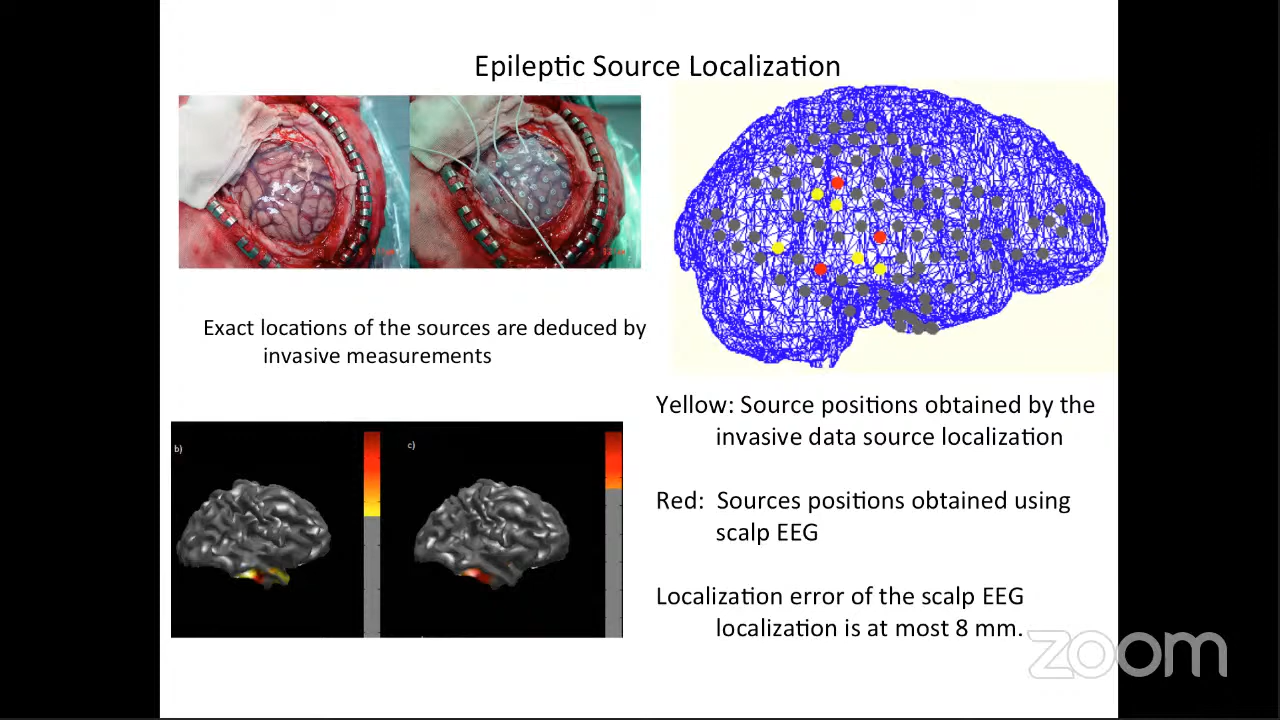 Epileptic Source Localization
Exact locations of the sources are deduced by
invasive measurements
b)
c)
Yellow: Source positions obtained by the
invasive data source localization
Red: Sources positions obtained using
scalp EEG
Localization error of the scalp EEG
localization is at most 8 mm.
zoom